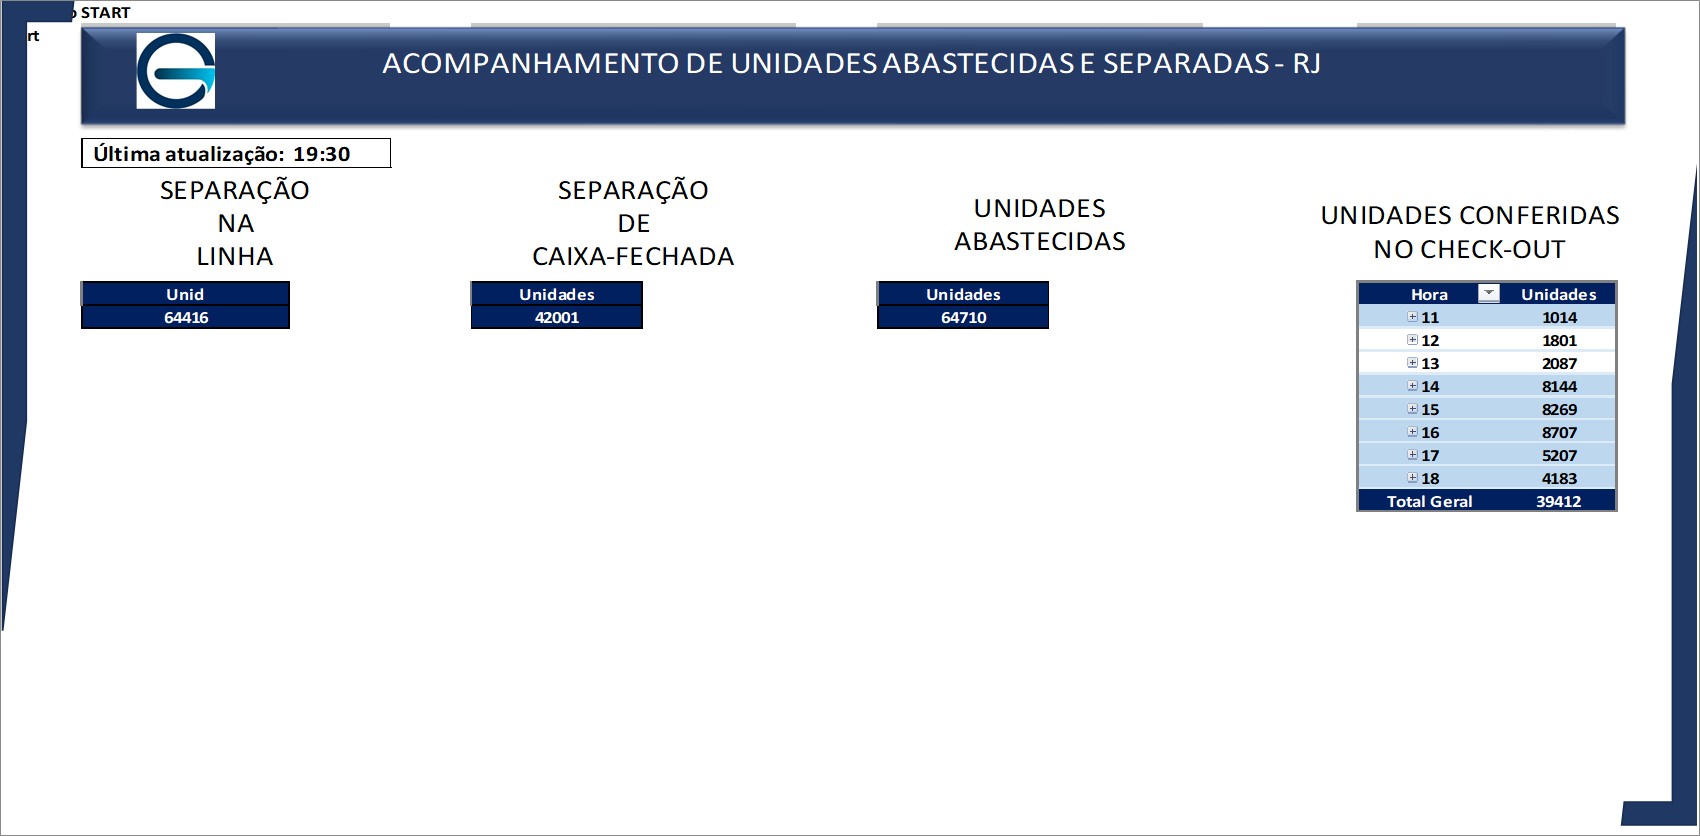 START
rt
ACOMPANHAMENTO DE UNIDADES ABASTECIDAS E SEPARADAS - RJ
Última atualização: 19:30
SEPARAÇÃO
NA
LINHA
Unid
64416
SEPARAÇÃO
DE
CAIXA-FECHADA
Unidades
42001
UNIDADES
ABASTECIDAS
Unidades
64710
UNIDADES CONFERIDAS
NO CHECK-OUT
Hora Unidades
11 1014
12 1801
13 2087
14 8144
15 8269
16 8707
17 5207
18 4183
Total Geral 39412